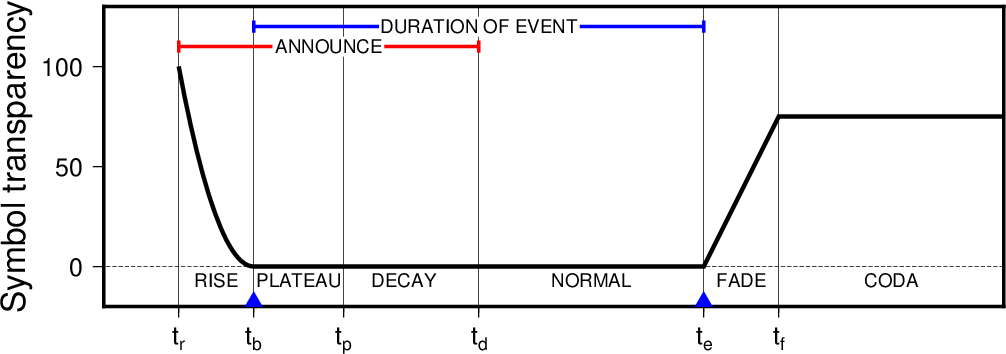 Symbol transparency
DURATION OF EVENT
ANNOUNCE
100
50
0
RISE PLATEAU DECAY NORMAL FADE CODA
tr tb tp td te tf